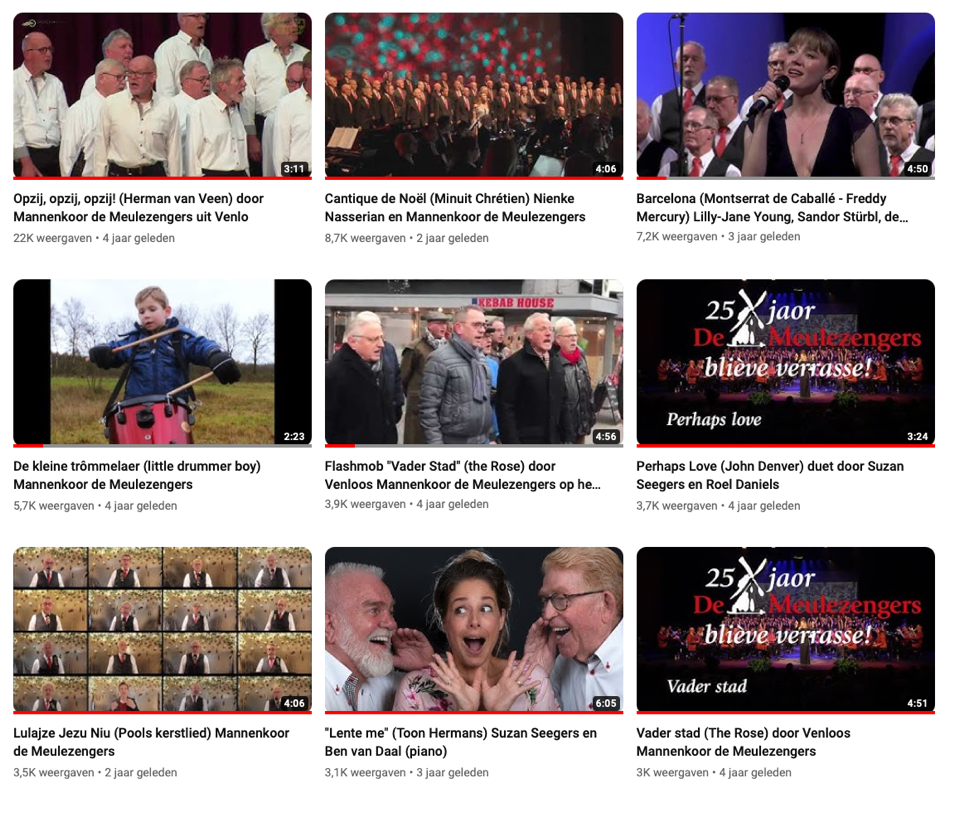 3:11
4:06
4:50
Opzij, opzij, opzij! (Herman van Veen) door
Mannenkoor de Meulezengers uit Venlo
22K weergaven • 4 jaar geleden
Cantique de Noël (Minuit Chrétien) Nienke
Nasserian en Mannenkoor de Meulezengers
8,7K weergaven • 2 jaar geleden
Barcelona (Montserrat de Caballé - Freddy
Mercury) Lilly-Jane Young, Sandor Stürbl, de...
7,2K weergaven • 3 jaar geleden
2:23
KEBAB HOUSE
4:56
25 jaor
De Meulezengers
blieve verrasse!
Perhaps love
3:24
De kleine trômmelaer (little drummer boy)
Mannenkoor de Meulezengers
5,7K weergaven • 4 jaar geleden
Flashmob "Vader Stad" (the Rose) door
Venloos Mannenkoor de Meulezengers op he...
3,9K weergaven • 4 jaar geleden
Perhaps Love (John Denver) duet door Suzan
Seegers en Roel Daniels
3,7K weergaven • 4 jaar geleden
4:06
6:05
25 jaor
De Meulezengers
blieve verrasse!
Vader stad
4:51
Lulajze Jezu Niu (Pools kerstlied) Mannenkoor
de Meulezengers
3,5K weergaven • 2 jaar geleden
"Lente me" (Toon Hermans) Suzan Seegers en
Ben van Daal (piano)
3,1K weergaven • 3 jaar geleden
Vader stad (The Rose) door Venloos
Mannenkoor de Meulezengers
3K weergaven • 4 jaar geleden